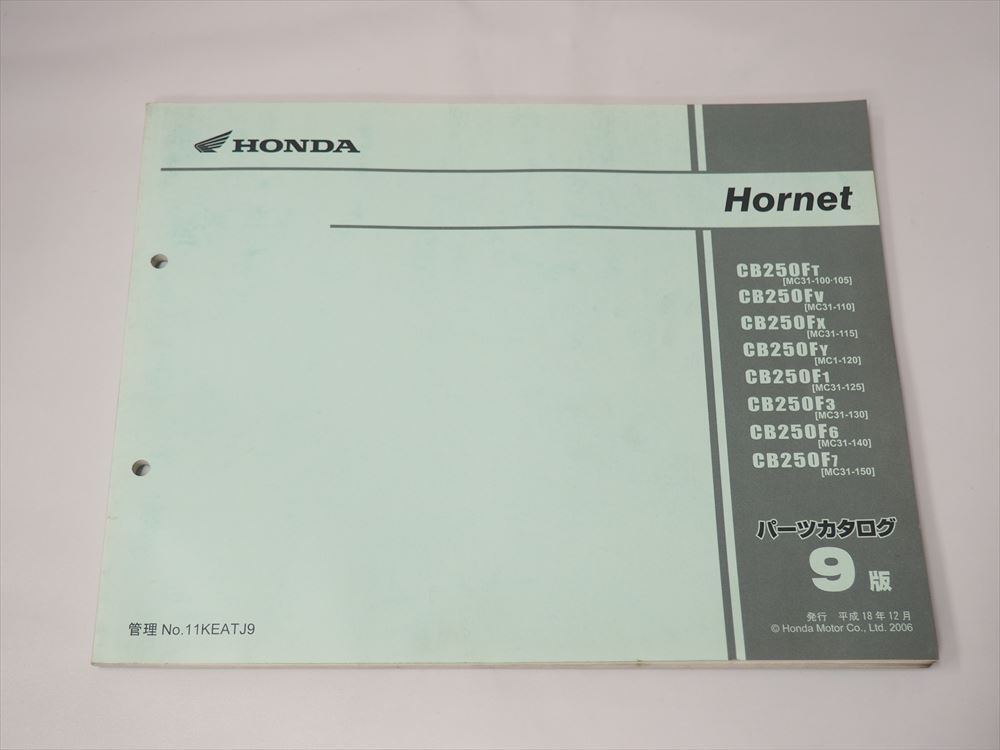 HONDA
Hornet
CB250FT
[MC31-100·105]
CB250FV
[MC31-110]
CB250FX
[MC31-115]
CB250FY
[MC1-120]
CB250F1
[MC31-125]
CB250F3
[MC31-130]
CB250F6
[MC31-140]
CB250F7
[MC31-150]
パーツカタログ
9版
発行 平成18年12月
© Honda Motor Co., Ltd. 2006
管理 No.11KEATJ9